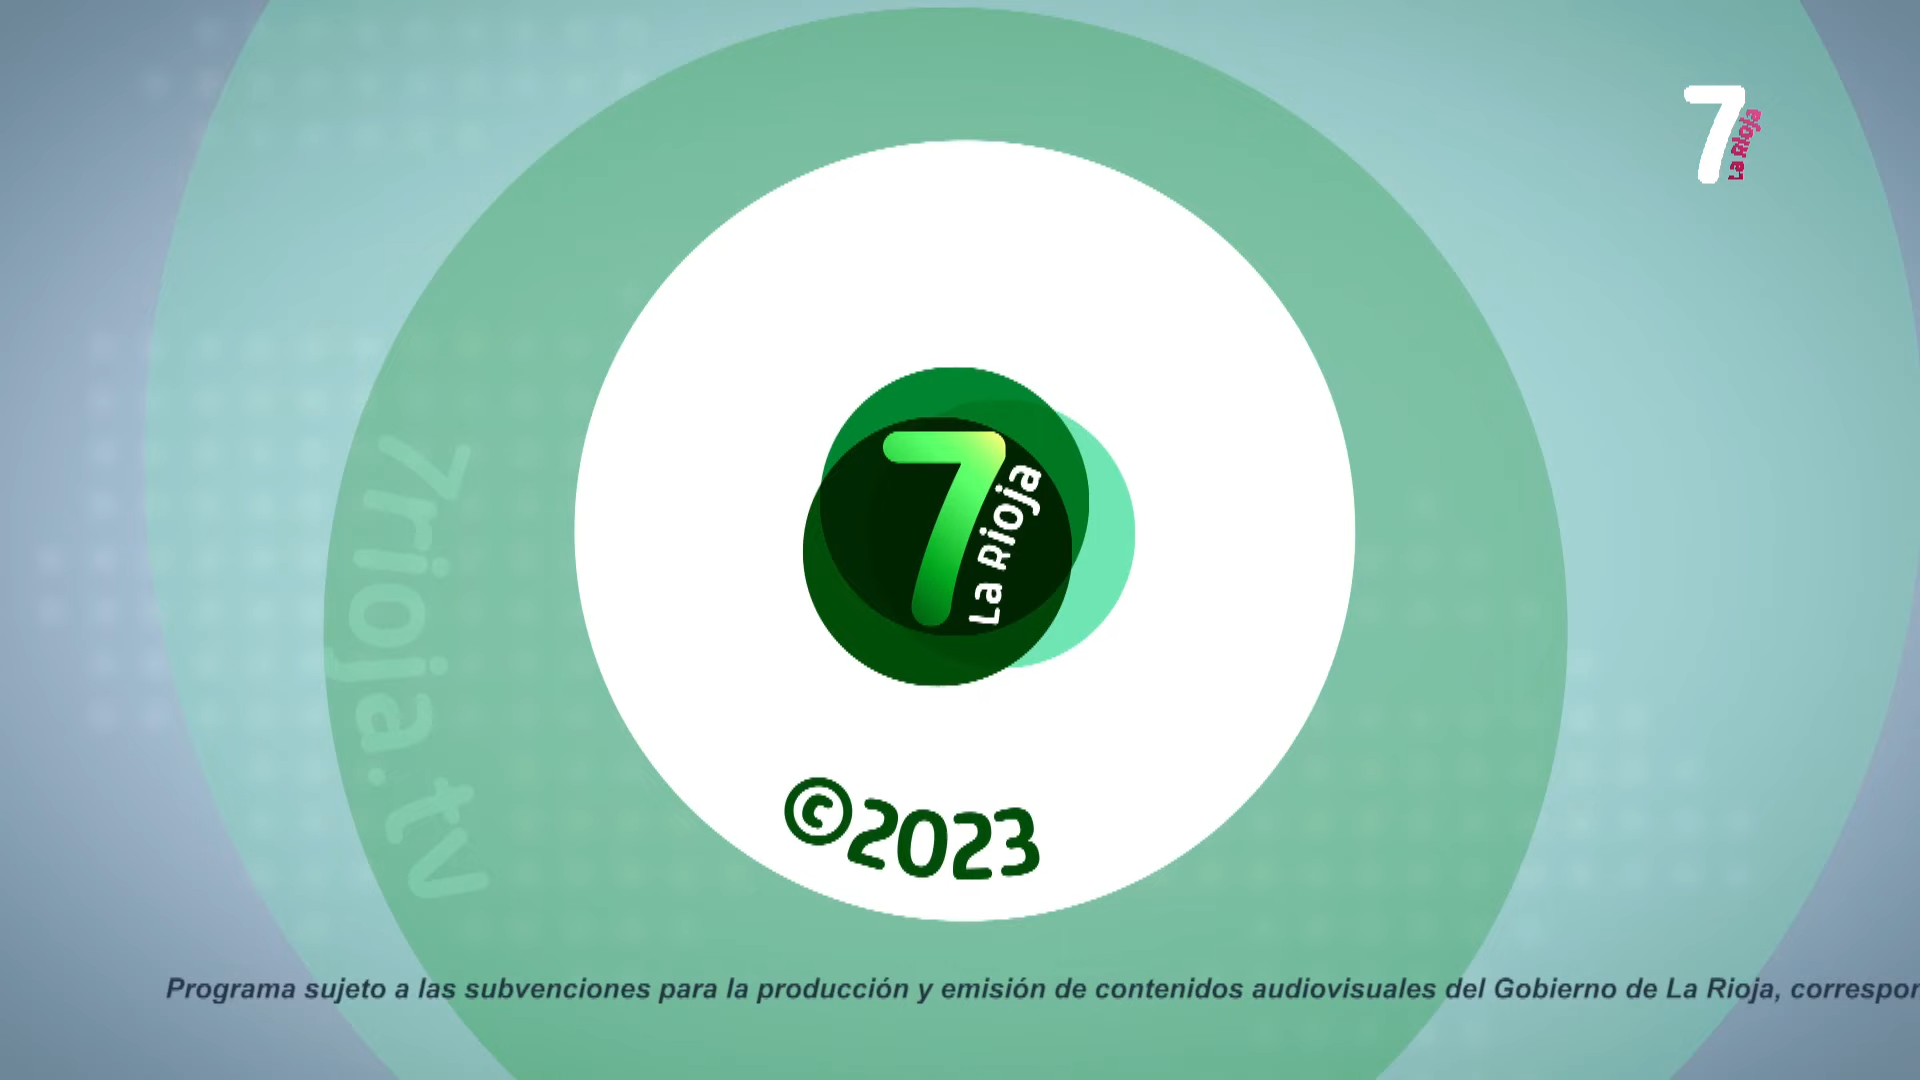 7 La Rioja
7 La Rioja
7rioja.tv
©2023
Programa sujeto a las subvenciones para la producción y emisión de contenidos audiovisuales del Gobierno de La Rioja, correspon